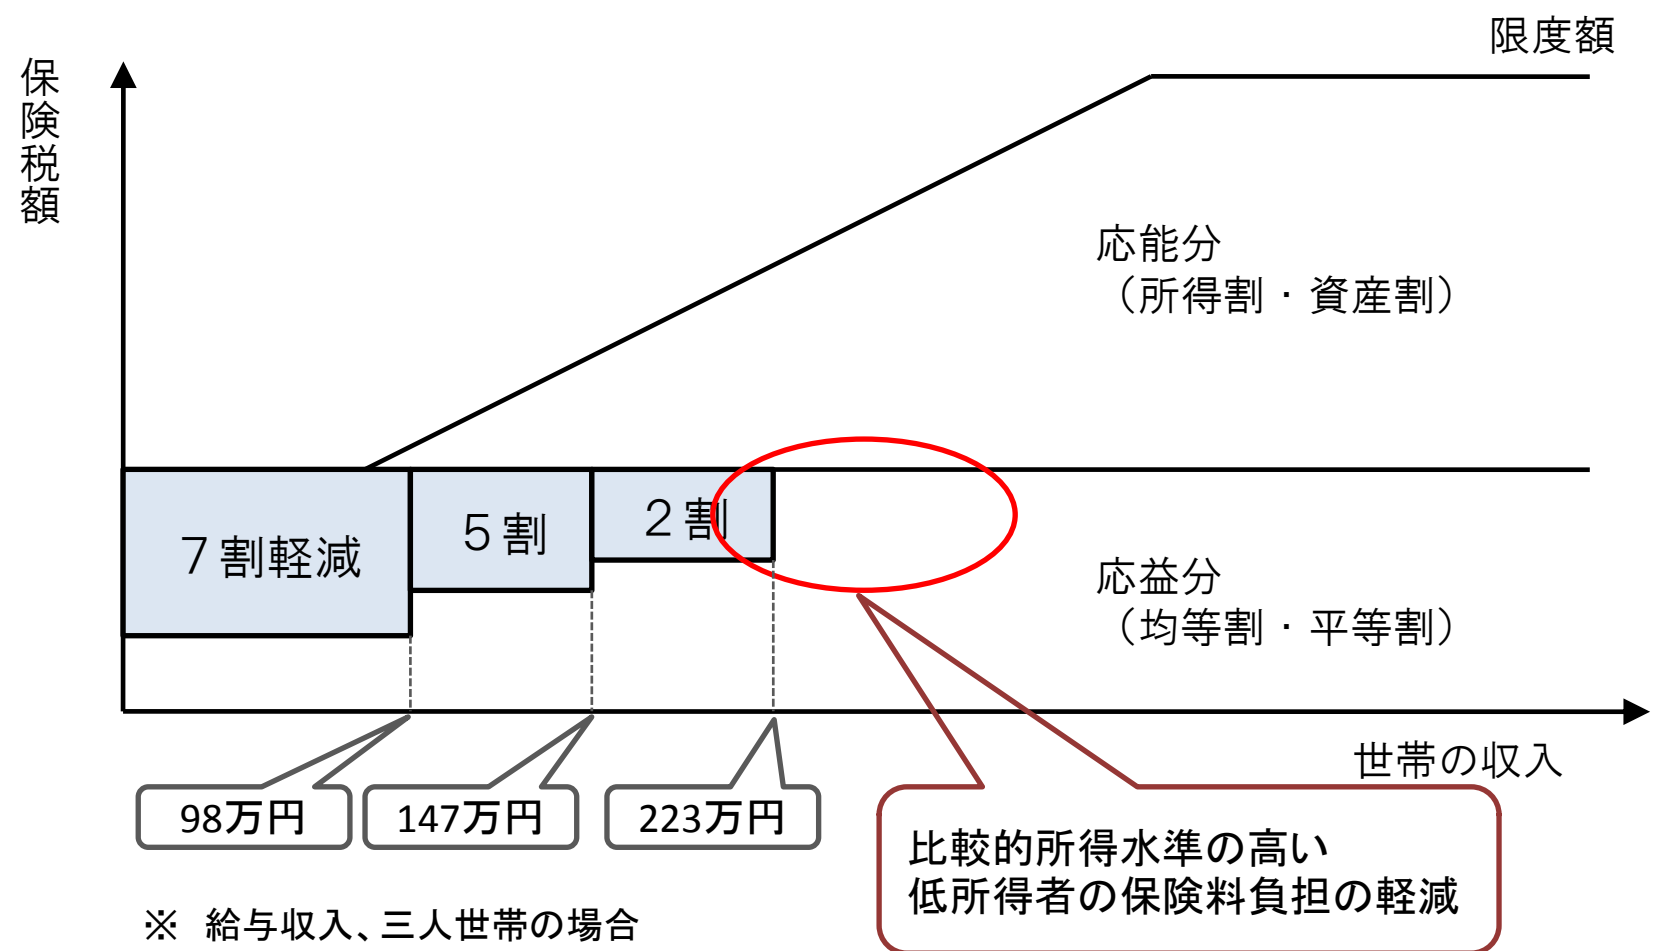 限度額
保険税額
応能分
（所得割・資産割）
７割軽減
５割
２割
応益分
（均等割・平等割）
世帯の収入
98万円
147万円
223万円
比較的所得水準の高い
低所得者の保険料負担の軽減
※　給与収入、三人世帯の場合